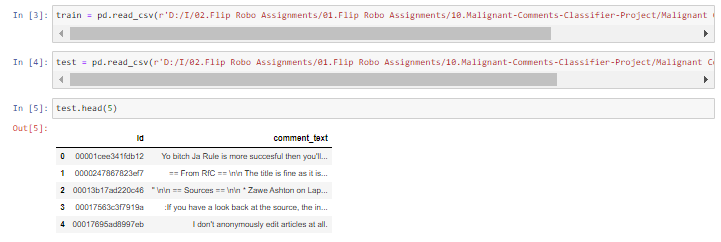 In [3]: train = pd.read_csv(r'D:/I/02.Flip Robo Assignments/01.Flip Robo Assignments/10.Malignant-Comments-Classifier-Project/Malignant
In [4]: test = pd.read_csv(r'D:/I/02.Flip Robo Assignments/01.Flip Robo Assignments/10.Malignant-Comments-Classifier-Project/Malignant Co
In [5]: test.head(5)
Out[5]:
id comment_text
0 00001cee341fdb12 Yo bitch Ja Rule is more succesful then you'll...
1 0000247867823ef7 == From RfC == \n\n The title is fine as it is...
2 00013b17ad220c46 " \n\n == Sources == \n\n * Zawe Ashton on Lap...
3 00017563c3f7919a :If you have a look back at the source, the in...
4 00017695ad8997eb I don't anonymously edit articles at all.